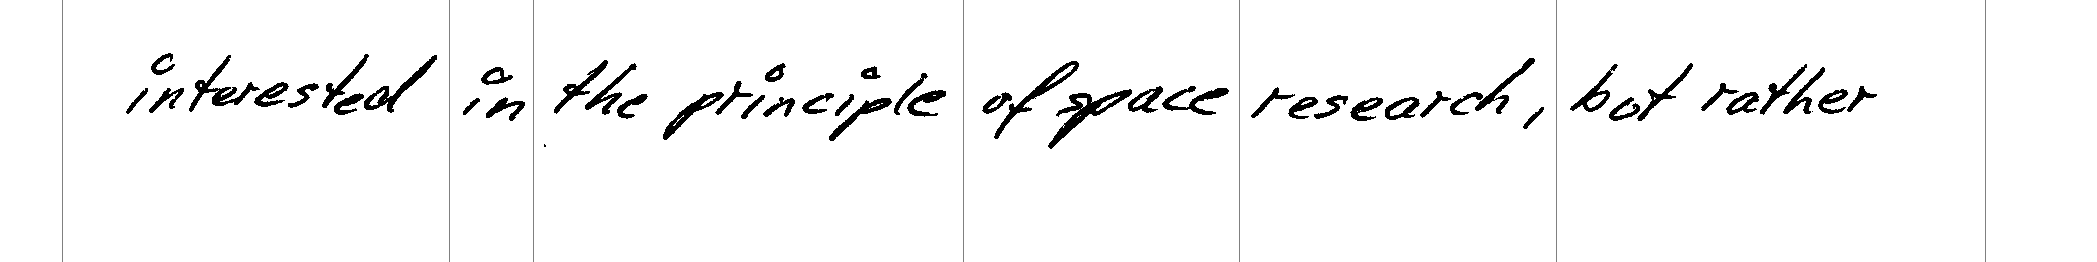 interested in the principle of space research, but rather